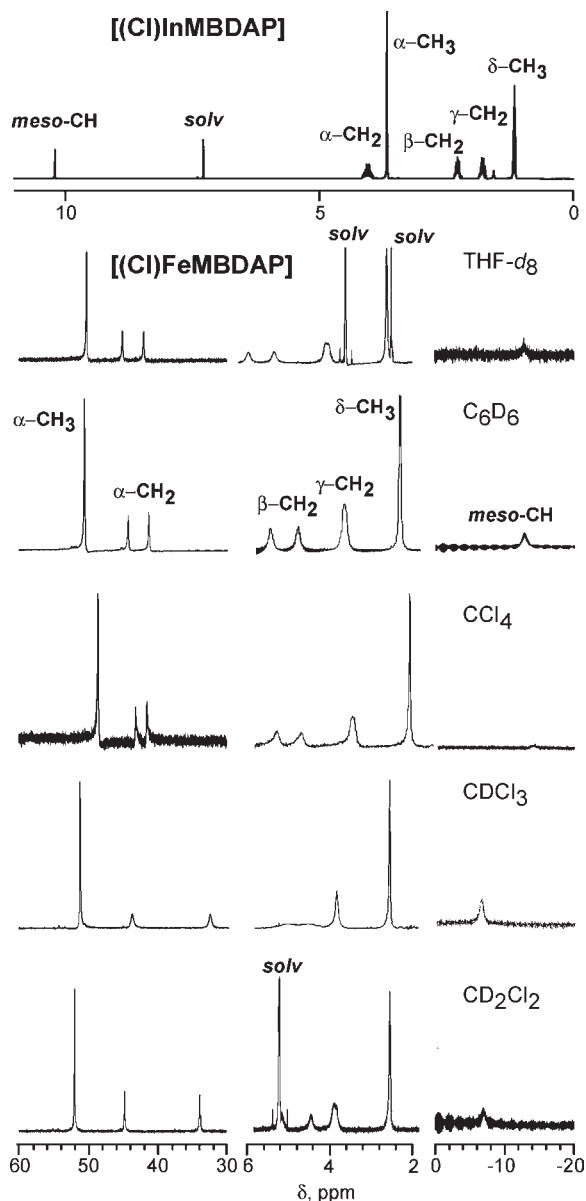 [(Cl)InMBDAP]
α–CH3
δ–CH3
meso-CH
solv
α–CH2
β–CH2
γ–CH2
10
5
0
solv
solv
[(Cl)FeMBDAP]
THF-d8
α–CH3
α–CH2
β–CH2
γ–CH2
δ–CH3
C6D6
meso-CH
CCl4
CDCl3
solv
CD2Cl2
60 50 40 30 6 4 2 0 -10 -20
δ, ppm